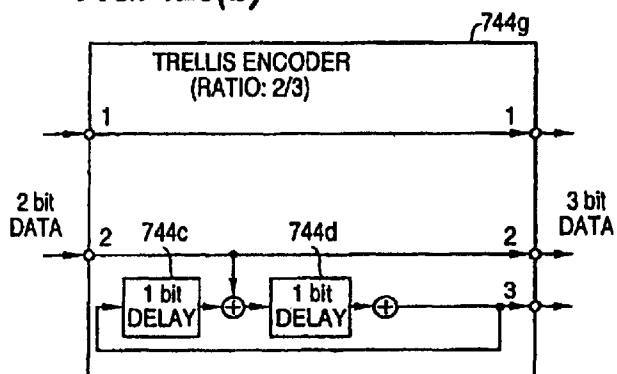 744g
TRELLIS ENCODER
(RATIO: 2/3)
1 1
2 bit
DATA
3 bit
DATA
2 744c 744d 2
1 bit
DELAY
1 bit
DELAY
3